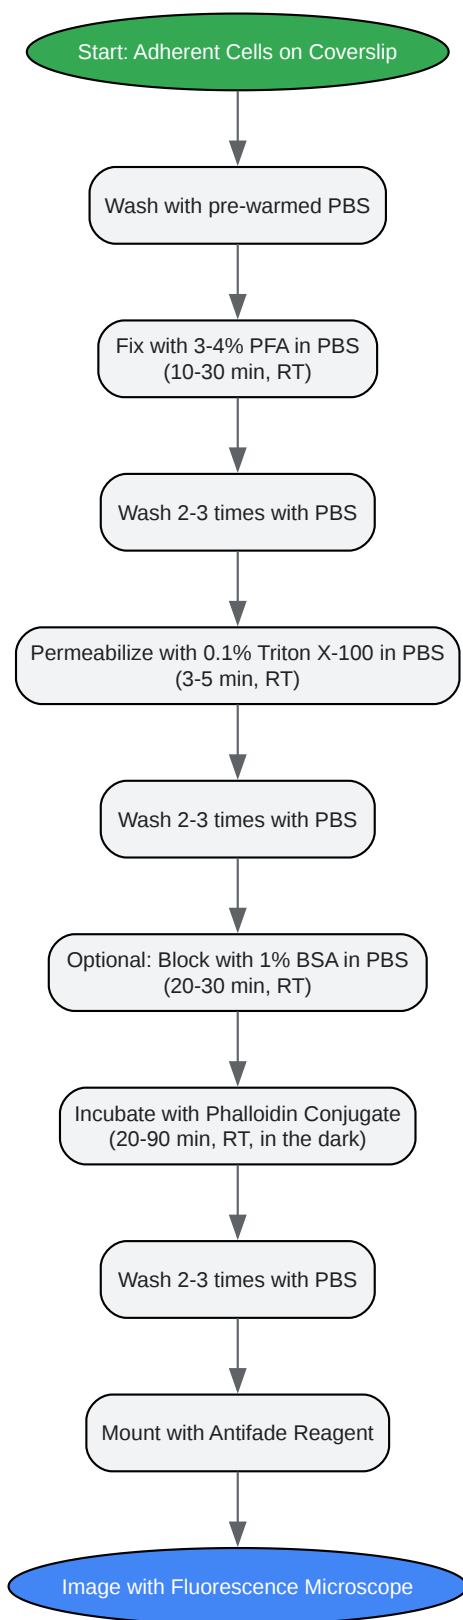 Start: Adherent Cells on Coverslip
Wash with pre-warmed PBS
Fix with 3-4% PFA in PBS
(10-30 min, RT)
Wash 2-3 times with PBS
Permeabilize with 0.1% Triton X-100 in PBS
(3-5 min, RT)
Wash 2-3 times with PBS
Optional: Block with 1% BSA in PBS
(20-30 min, RT)
Incubate with Phalloidin Conjugate
(20-90 min, RT, in the dark)
Wash 2-3 times with PBS
Mount with Antifade Reagent
Image with Fluorescence Microscope